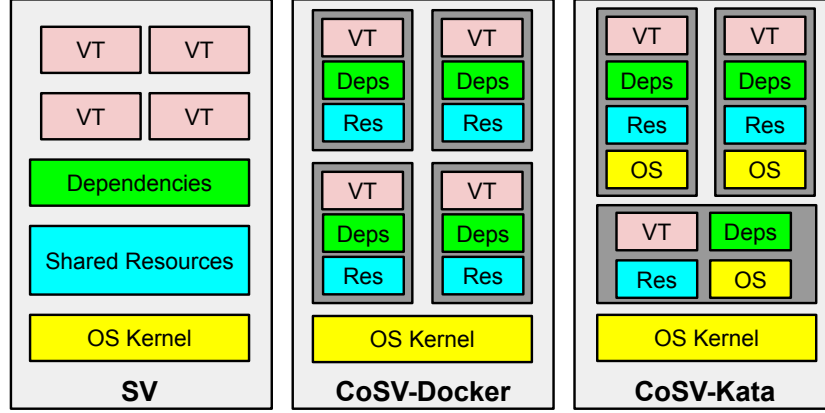 VT VT
VT VT
Dependencies
Shared Resources
OS Kernel
SV
VT VT
Deps Deps
Res Res
VT VT
Deps Deps
Res Res
OS Kernel
CoSV-Docker
VT VT
Deps Deps
Res Res
OS OS
VT Deps
Res OS
OS Kernel
CoSV-Kata